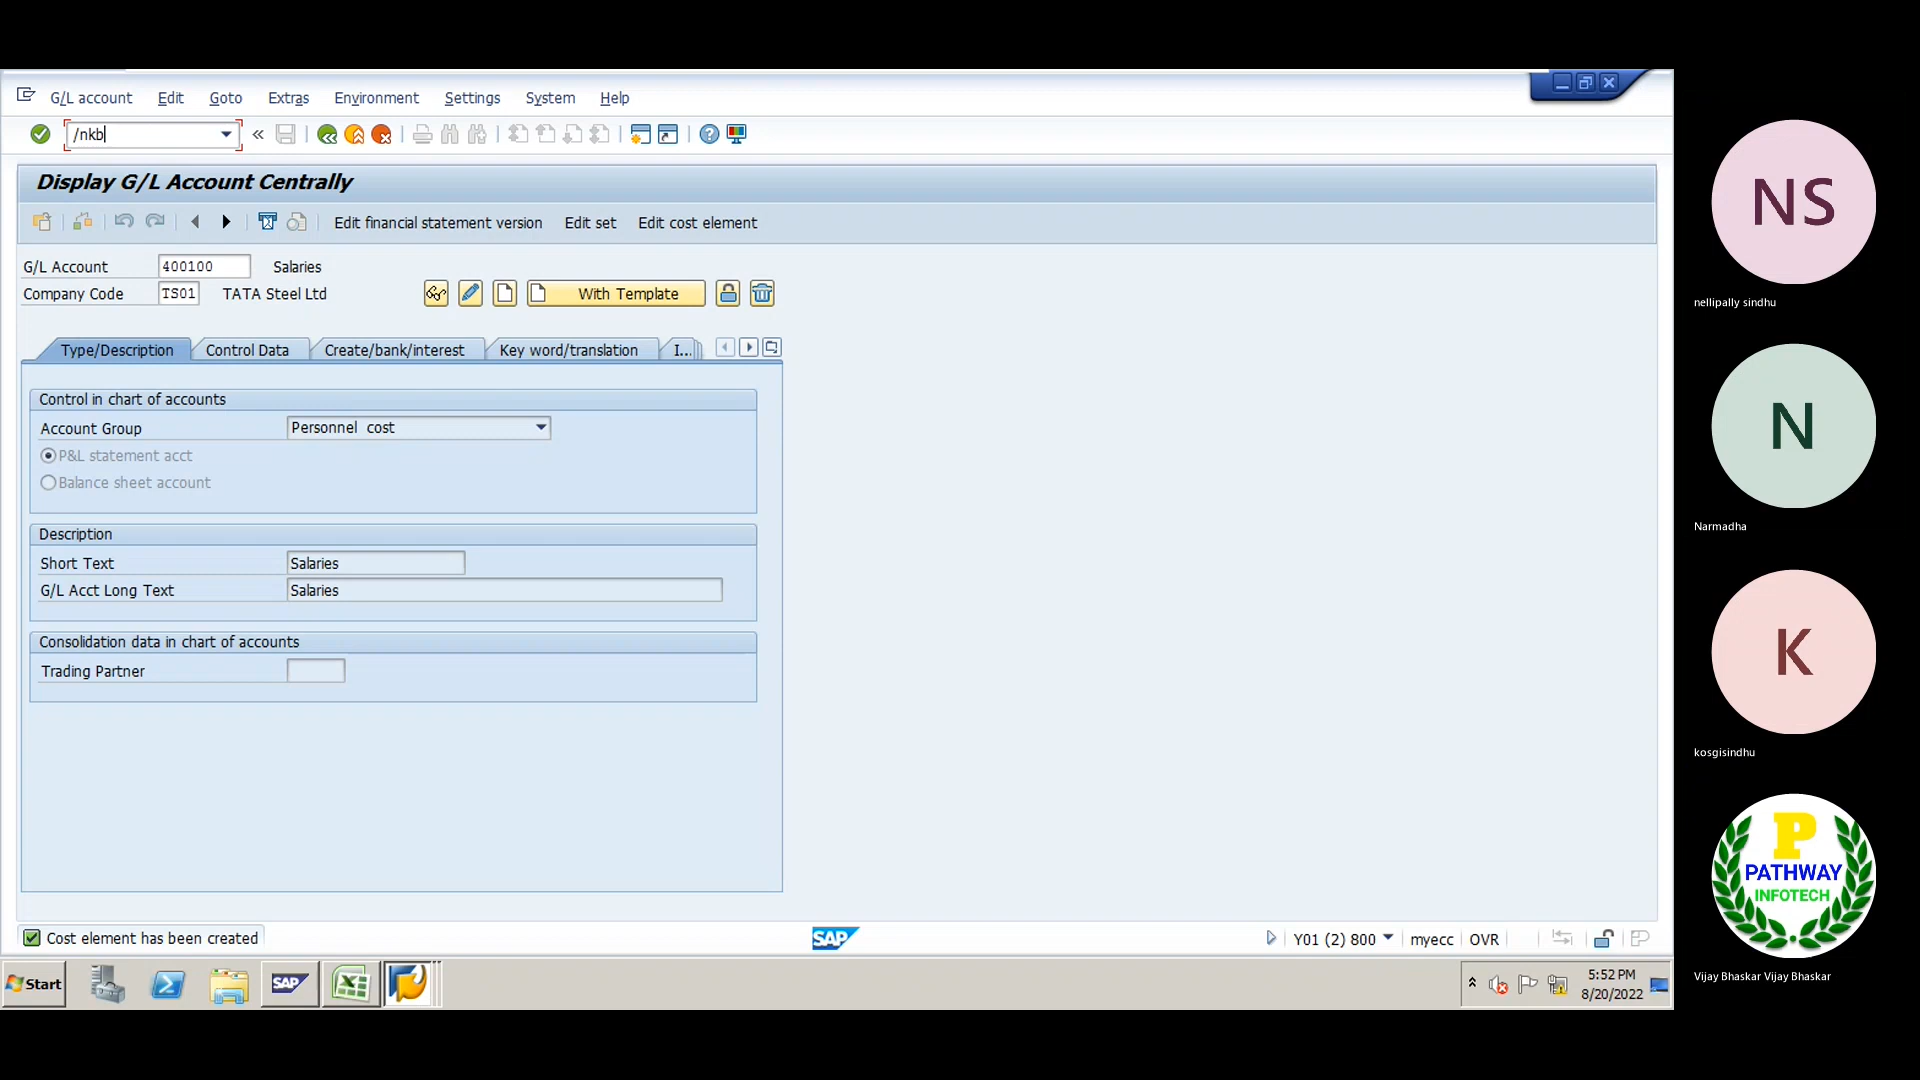 G/L account Edit Goto Extras Environment Settings System Help
/nkb
Display G/L Account Centrally
Edit financial statement version Edit set Edit cost element
G/L Account 400100 Salaries
Company Code TS01 TATA Steel Ltd With Template
Type/Description Control Data Create/bank/interest Key word/translation I...
Control in chart of accounts
Account Group Personnel cost
P&L statement acct
Balance sheet account
Description
Short Text Salaries
G/L Acct Long Text Salaries
Consolidation data in chart of accounts
Trading Partner
Cost element has been created SAP Y01 (2) 800 myecc OVR
Start SAP 5:52 PM
8/20/2022
NS
nellipally sindhu
N
Narmadha
K
kosgisindhu
P
PATHWAY
INFOTECH
Vijay Bhaskar Vijay Bhaskar